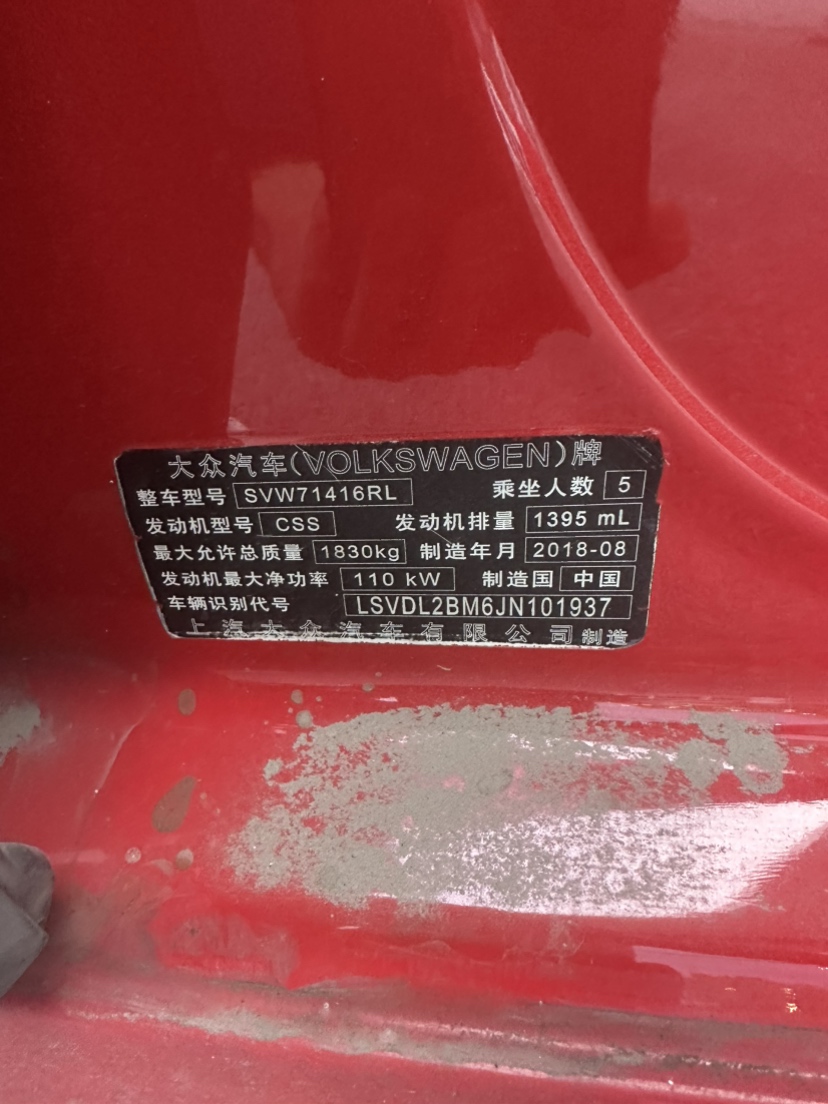 大众汽车(VOLKSWAGEN)牌
整车型号 SVW71416RL 乘坐人数 5
发动机型号 CSS 发动机排量 1395 mL
最大允许总质量 1830kg 制造年月 2018-08
发动机最大净功率 110 kW 制造国 中国
车辆识别代号 LSVDL2BM6JN101937
上汽大众汽车有限公司 制造